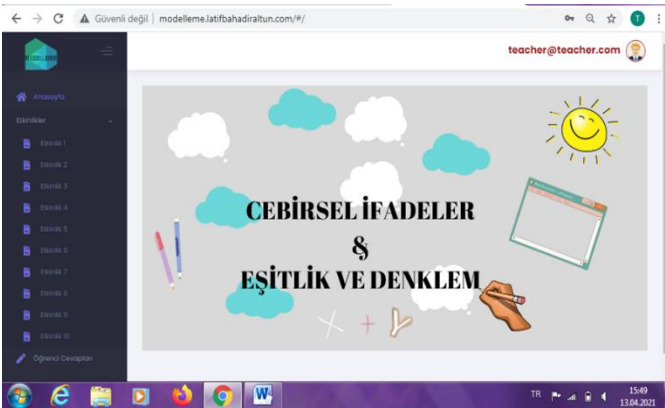 Güvenli değil | modelleme.latifbahadiraltun.com/#/
T
MODELLEME
teacher@teacher.com
Anasayfa
Etkinlikler
Etkinlik 1
Etkinlik 2
Etkinlik 3
Etkinlik 4
Etkinlik 5
Etkinlik 6
Etkinlik 7
Etkinlik 8
Etkinlik 9
Etkinlik 10
Öğrenci Cevapları
CEBİRSEL İFADELER
&
EŞİTLİK VE DENKLEM
x + y
TR
15:49
13.04.2021